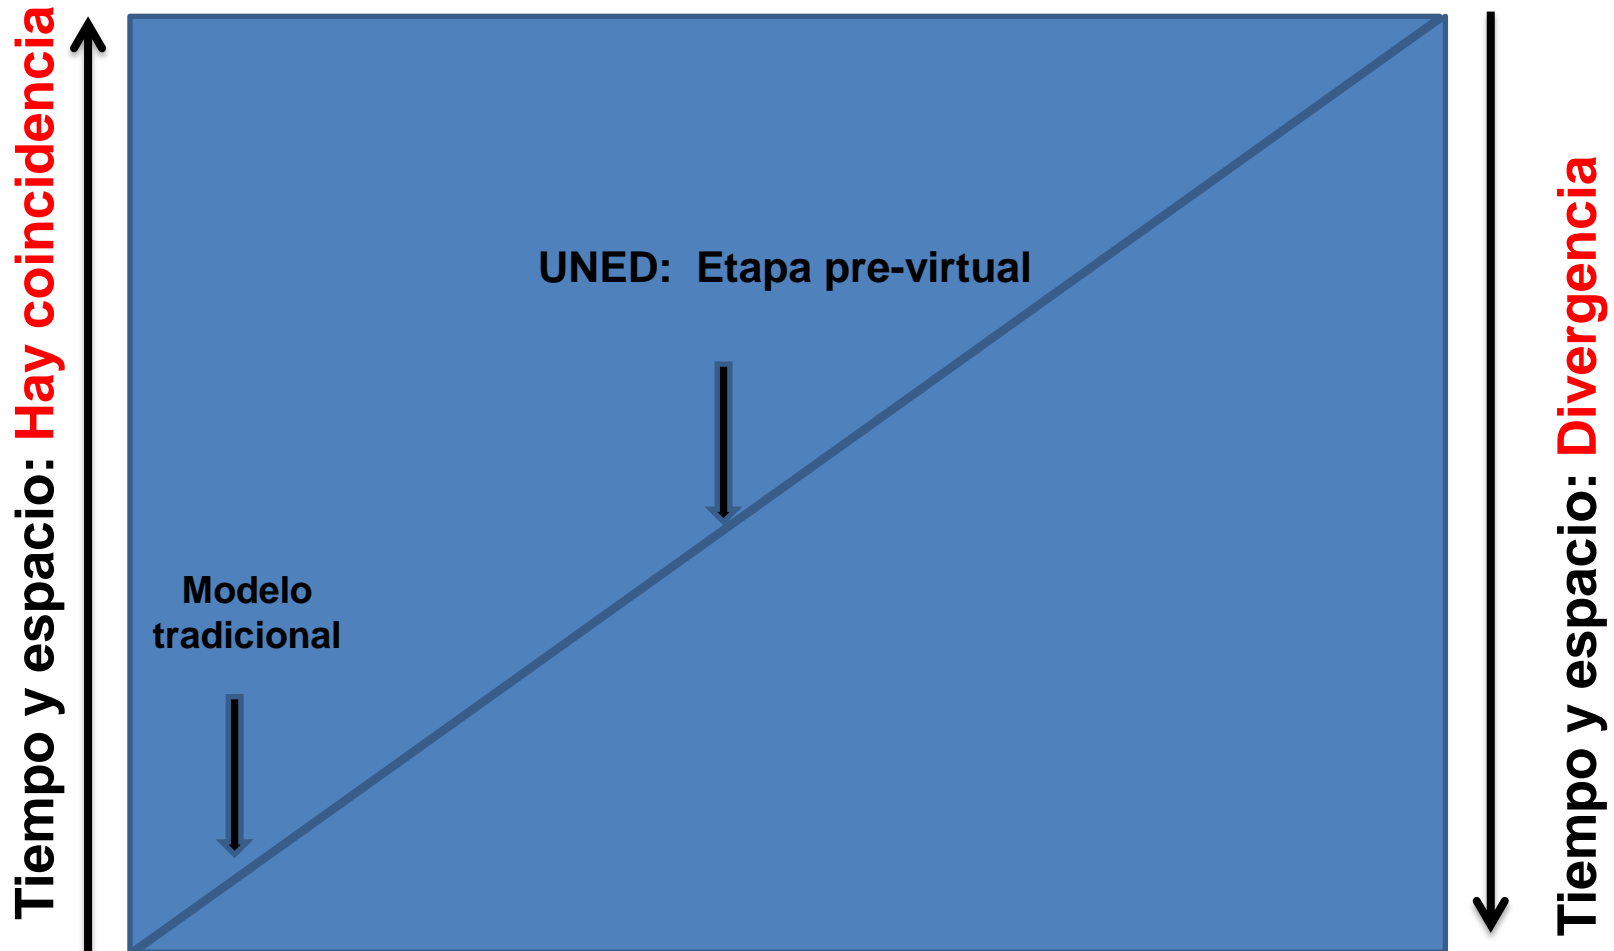 Tiempo y espacio: Hay coincidencia
UNED:  Etapa pre-virtual
Modelo
tradicional
Tiempo y espacio: Divergencia